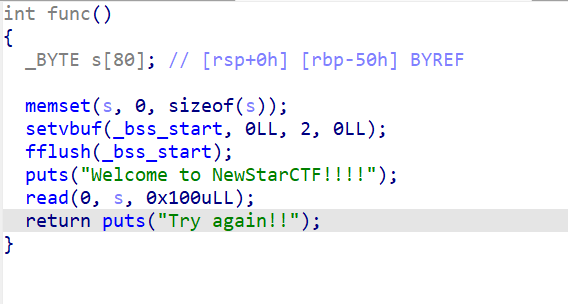 int func()
{
_BYTE s[80]; // [rsp+0h] [rbp-50h] BYREF
memset(s, 0, sizeof(s));
setvbuf(_bss_start, 0LL, 2, 0LL);
fflush(_bss_start);
puts("Welcome to NewStarCTF!!!!");
read(0, s, 0x100uLL);
return puts("Try again!!");
}